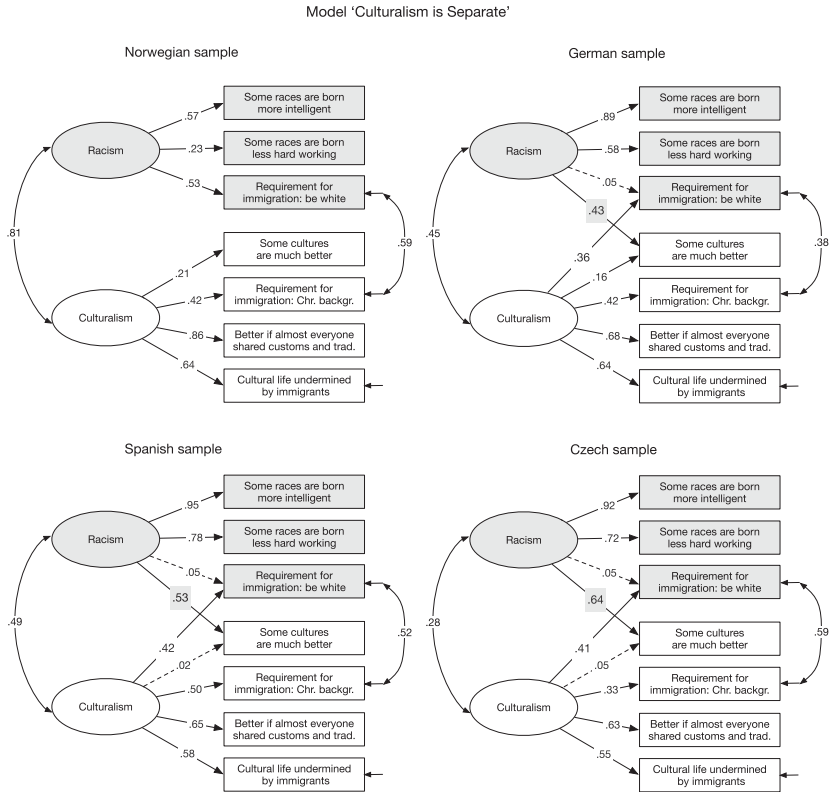 Model ‘Culturalism is Separate’
Norwegian sample
Some races are born
more intelligent
.57
Racism
.23
Some races are born
less hard working
.53
Requirement for
immigration: be white
.81
.59
Some cultures
are much better
.21
.42
Requirement for
immigration: Chr. backgr.
Culturalism
.86
Better if almost everyone
shared customs and trad.
.64
Cultural life undermined
by immigrants
German sample
Some races are born
more intelligent
.89
Racism
.58
Some races are born
less hard working
.05
Requirement for
immigration: be white
.43
.45
.38
.36
Some cultures
are much better
.16
.42
Requirement for
immigration: Chr. backgr.
Culturalism
.68
Better if almost everyone
shared customs and trad.
.64
Cultural life undermined
by immigrants
Spanish sample
Some races are born
more intelligent
.95
Racism
.78
Some races are born
less hard working
.05
Requirement for
immigration: be white
.53
.49
.52
.42
Some cultures
are much better
.02
.50
Requirement for
immigration: Chr. backgr.
Culturalism
.65
Better if almost everyone
shared customs and trad.
.58
Cultural life undermined
by immigrants
Czech sample
Some races are born
more intelligent
.92
Racism
.72
Some races are born
less hard working
.05
Requirement for
immigration: be white
.64
.28
.59
.41
Some cultures
are much better
.05
.33
Requirement for
immigration: Chr. backgr.
Culturalism
.63
Better if almost everyone
shared customs and trad.
.55
Cultural life undermined
by immigrants